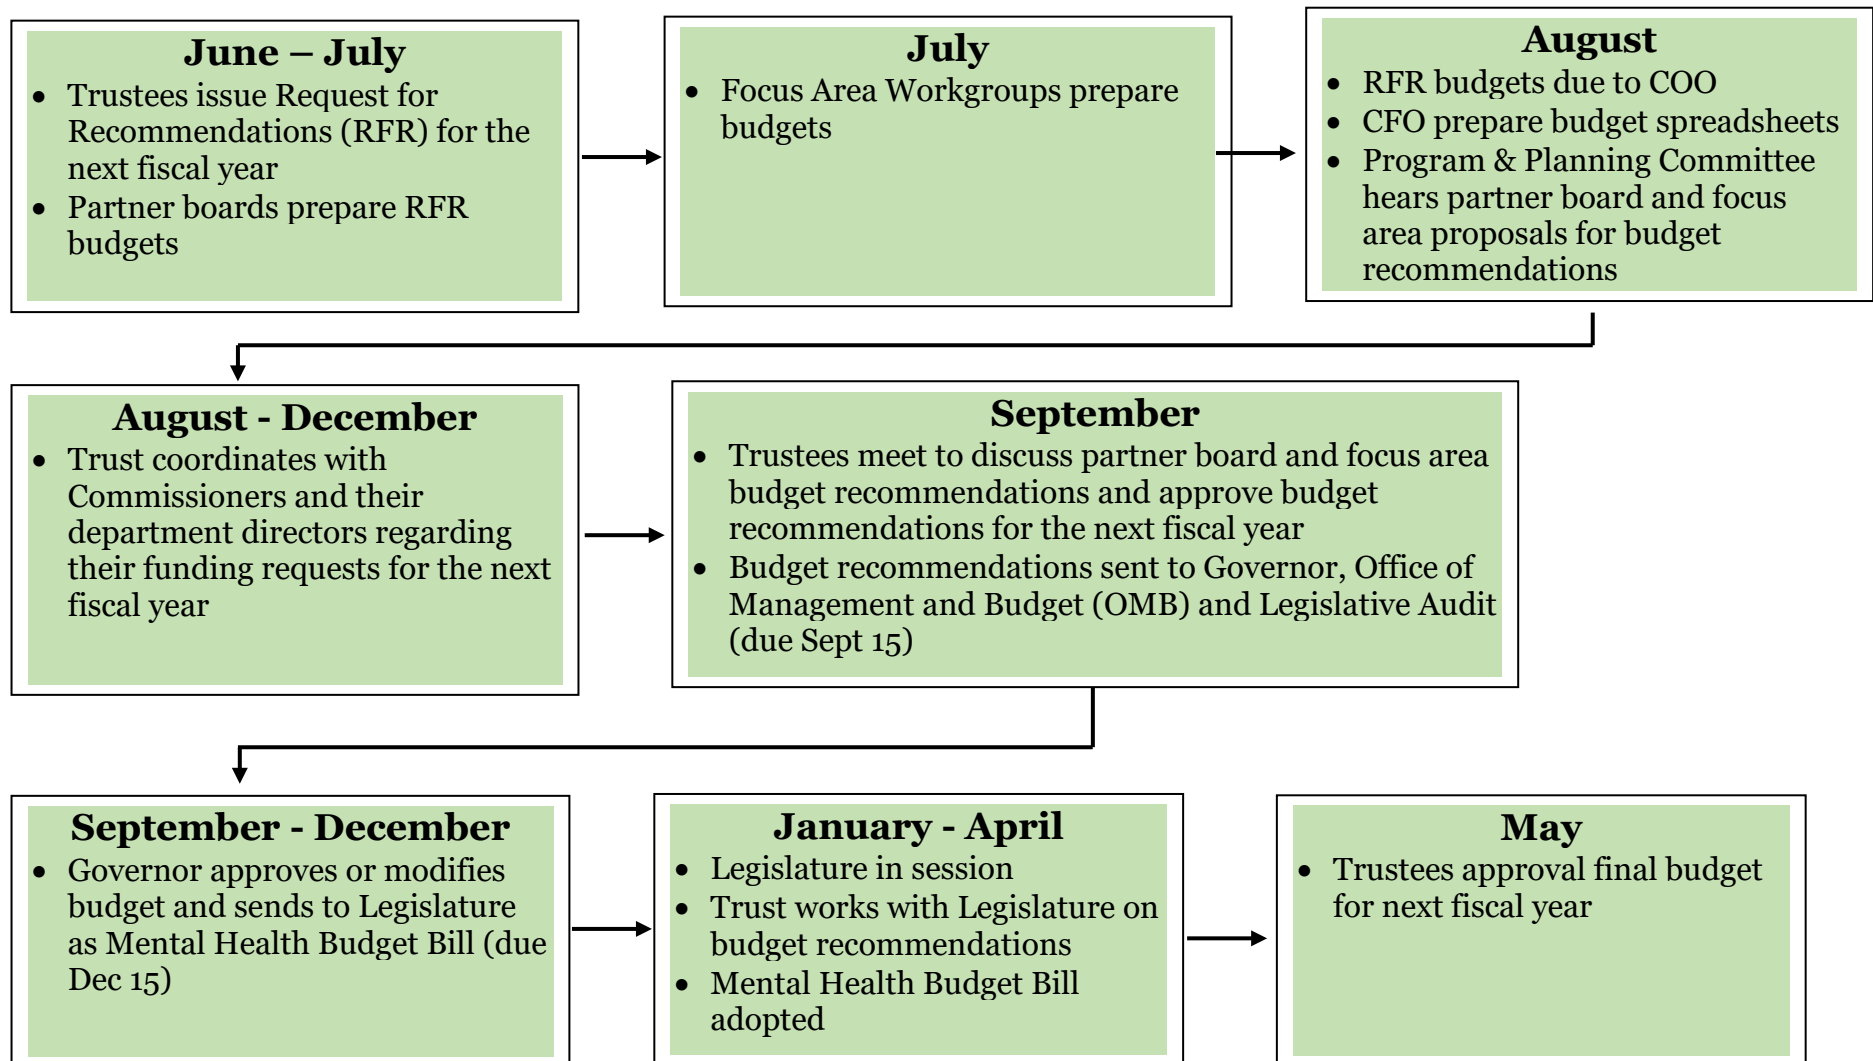 June – July
• Trustees issue Request for
Recommendations (RFR) for the
next fiscal year
• Partner boards prepare RFR
budgets
July
• Focus Area Workgroups prepare
budgets
August
• RFR budgets due to COO
• CFO prepare budget spreadsheets
• Program & Planning Committee
hears partner board and focus
area proposals for budget
recommendations
August - December
• Trust coordinates with
Commissioners and their
department directors regarding
their funding requests for the next
fiscal year
September
• Trustees meet to discuss partner board and focus area
budget recommendations and approve budget
recommendations for the next fiscal year
• Budget recommendations sent to Governor, Office of
Management and Budget (OMB) and Legislative Audit
(due Sept 15)
September - December
• Governor approves or modifies
budget and sends to Legislature
as Mental Health Budget Bill (due
Dec 15)
January - April
• Legislature in session
• Trust works with Legislature on
budget recommendations
• Mental Health Budget Bill
adopted
May
• Trustees approval final budget
for next fiscal year